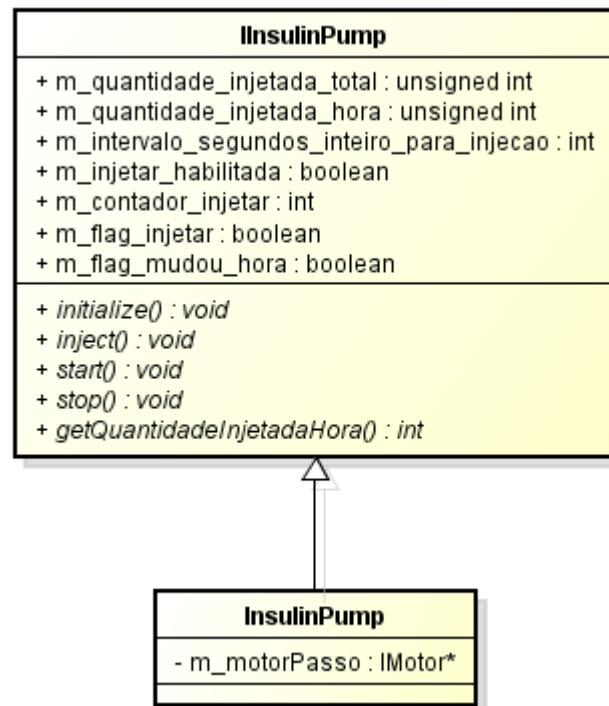 IInsulinPump
+ m_quantidade_injetada_total : unsigned int
+ m_quantidade_injetada_hora : unsigned int
+ m_intervalo_segundos_inteiro_para_injecao : int
+ m_injetar_habilitada : boolean
+ m_contador_injetar : int
+ m_flag_injetar : boolean
+ m_flag_mudou_hora : boolean
+ initialize() : void
+ inject() : void
+ start() : void
+ stop() : void
+ getQuantidadeInjetadaHora() : int
InsulinPump
- m_motorPasso : IMotor*